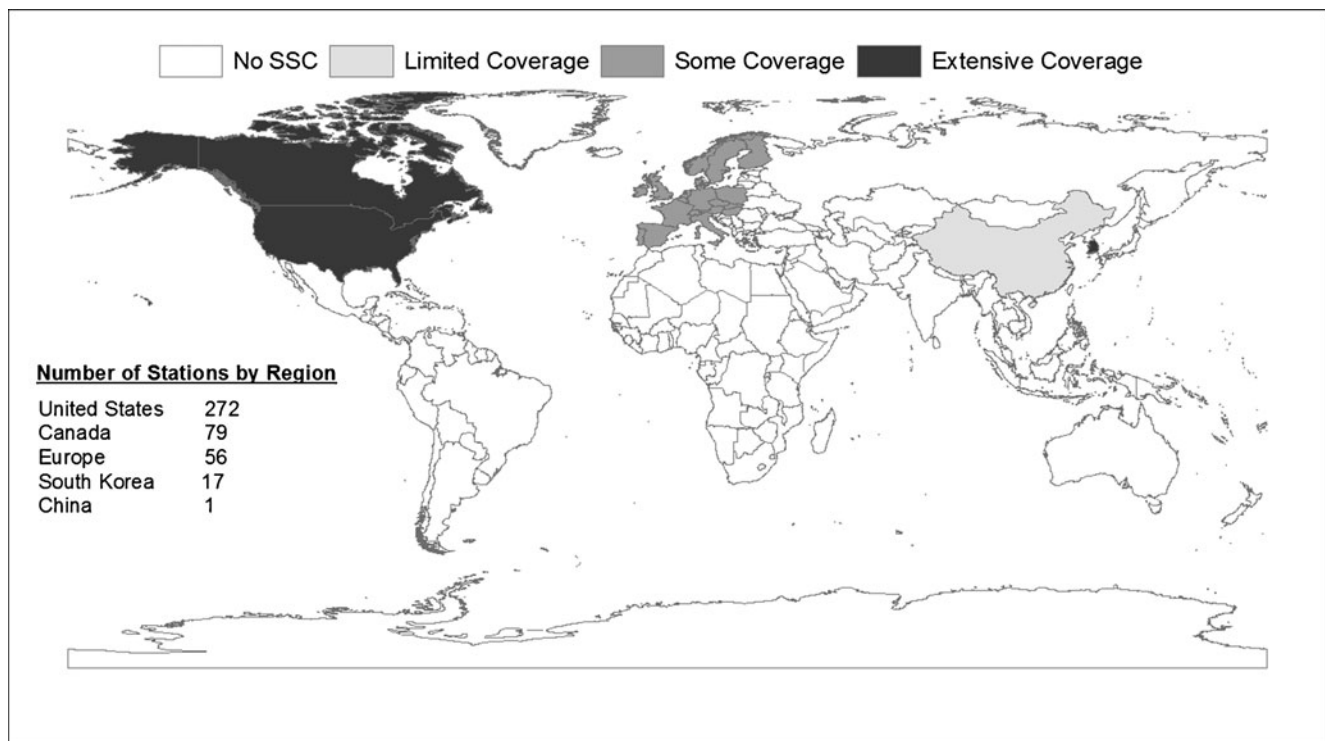 No SSC Limited Coverage Some Coverage Extensive Coverage
Number of Stations by Region
United States 272
Canada 79
Europe 56
South Korea 17
China 1